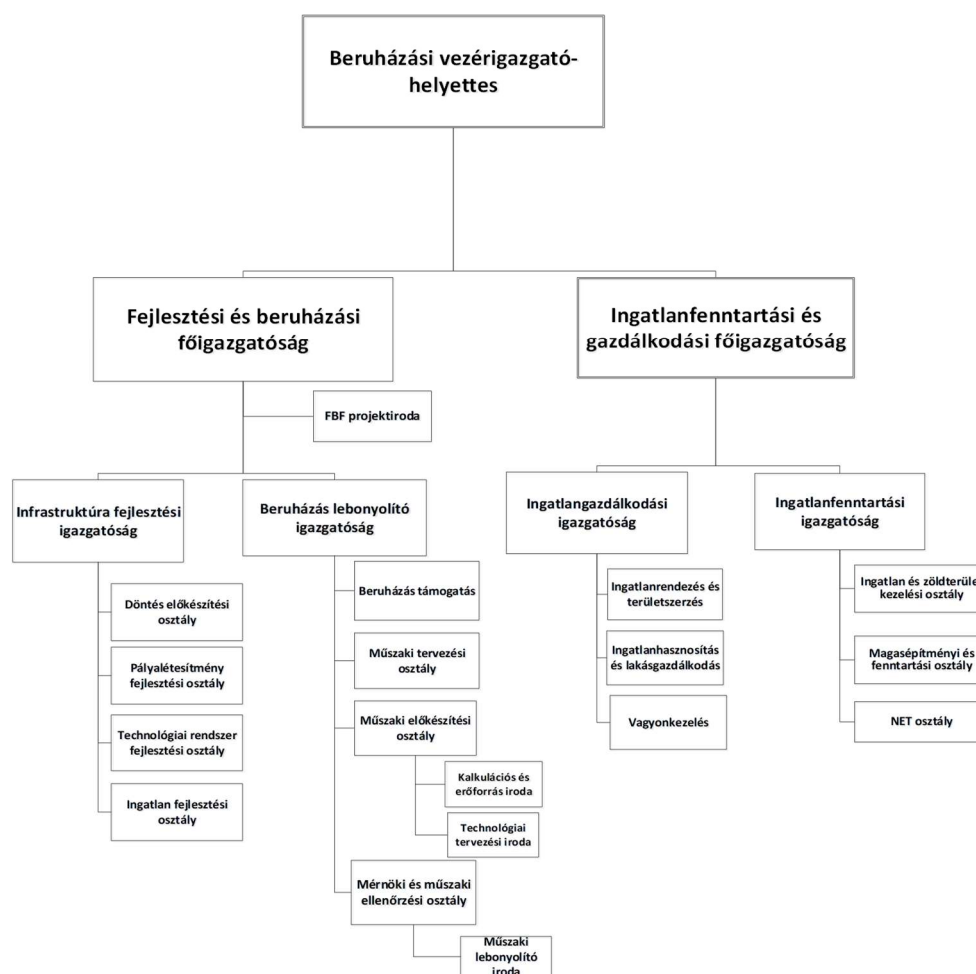 Beruházási vezérigazgató-
helyettes
Fejlesztési és beruházási
főigazgatóság
Ingatlanfenntartási és
gazdálkodási főigazgatóság
FBF projektiroda
Infrastruktúra fejlesztési
igazgatóság
Beruházás lebonyolító
igazgatóság
Ingatlangazdálkodási
igazgatóság
Ingatlanfenntartási
igazgatóság
Döntés előkészítési
osztály
Pályalétesítmény
fejlesztési osztály
Technológiai rendszer
fejlesztési osztály
Ingatlan fejlesztési
osztály
Beruházás támogatás
Műszaki tervezési
osztály
Műszaki előkészítési
osztály
Kalkulációs és
erőforrás iroda
Technológiai
tervezési iroda
Mérnöki és műszaki
ellenőrzési osztály
Műszaki
lebonyolító
iroda
Ingatlanrendezés és
területszerzés
Ingatlanhasznosítás
és lakásgazdálkodás
Vagyonkezelés
Ingatlan és zöldterüle
kezelési osztály
Magasépítményi és
fenntartási osztály
NET osztály